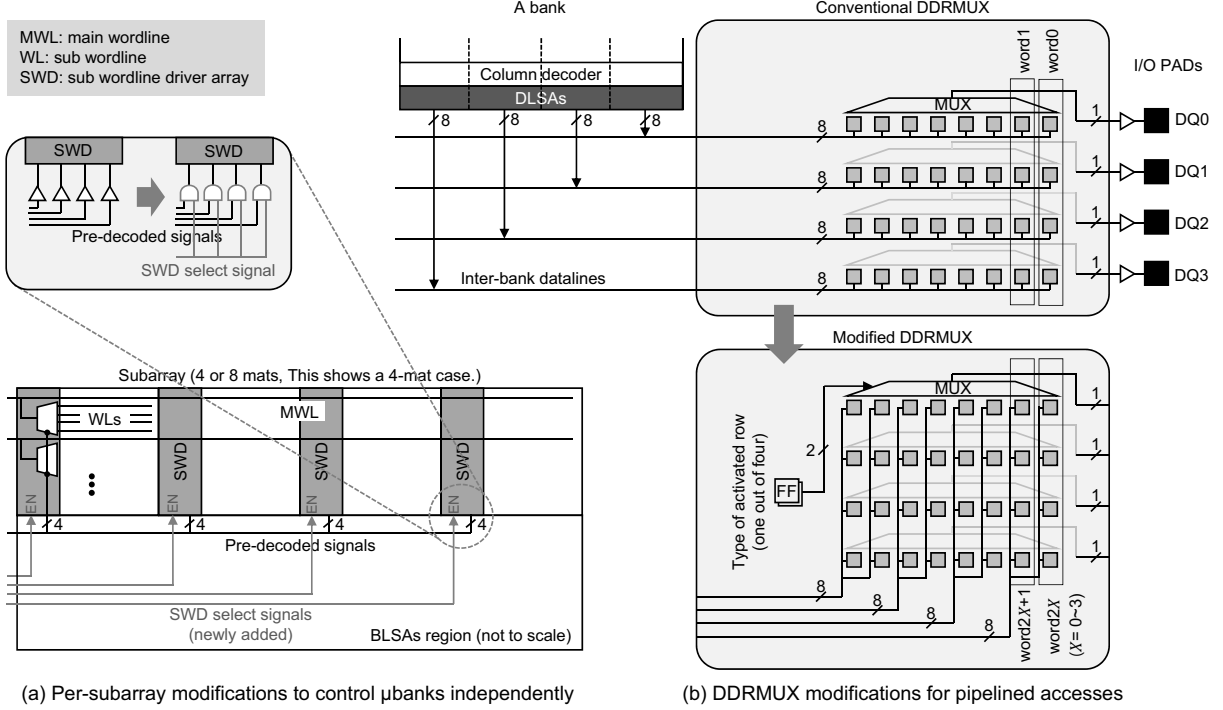 MWL: main wordline
WL: sub wordline
SWD: sub wordline driver array
SWD
SWD
Pre-decoded signals
SWD select signal
Subarray (4 or 8 mats, This shows a 4-mat case.)
WLs
MWL
SWD
SWD
SWD
EN
EN
EN
EN
4
4
4
4
Pre-decoded signals
SWD select signals
(newly added)
BLSAs region (not to scale)
(a) Per-subarray modifications to control μbanks independently
A bank
Column decoder
DLSAs
8
8
8
8
Inter-bank datalines
Conventional DDRMUX
word1
word0
I/O PADs
MUX
8
8
8
8
1
1
1
1
DQ0
DQ1
DQ2
DQ3
Modified DDRMUX
MUX
2
FF
Type of activated row
(one out of four)
1
1
1
1
8
8
8
8
word2X+1
word2X
(X= 0~3)
(b) DDRMUX modifications for pipelined accesses